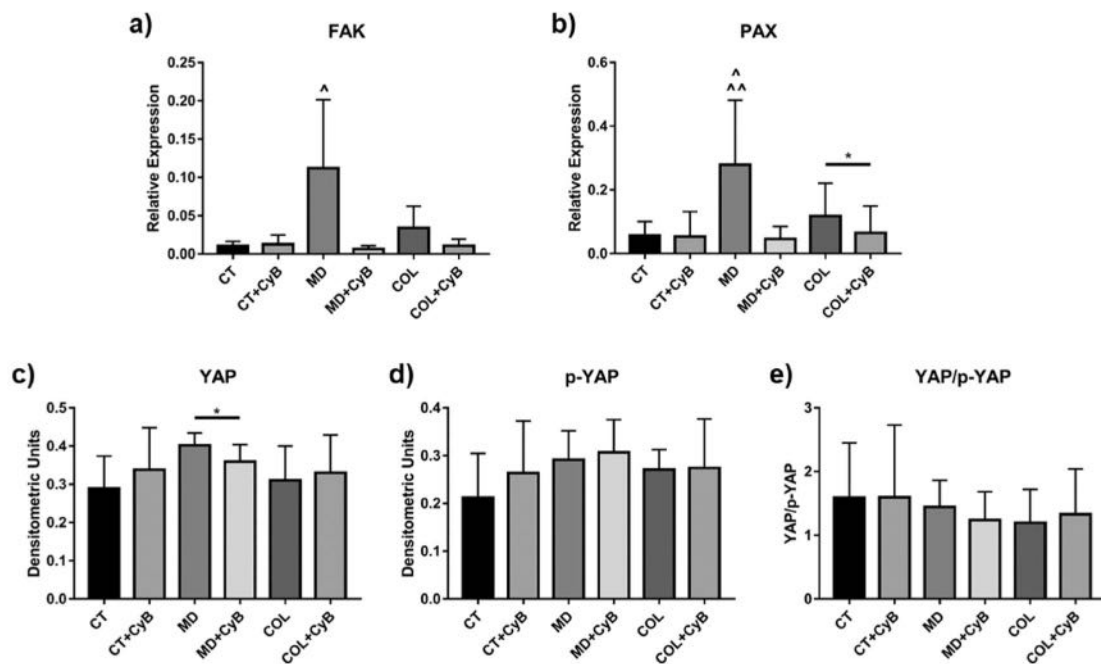 a)
FAK
Relative Expression
0.25
0.20
0.15
0.10
0.05
0.00
^
CT
CT+CyB
MD
MD+CyB
COL
COL+CyB
b)
PAX
Relative Expression
0.6
0.4
0.2
0.0
^
^^
*
CT
CT+CyB
MD
MD+CyB
COL
COL+CyB
c)
YAP
Densitometric Units
0.5
0.4
0.3
0.2
0.1
0.0
*
CT
CT+CyB
MD
MD+CyB
COL
COL+CyB
d)
p-YAP
Densitometric Units
0.4
0.3
0.2
0.1
0.0
CT
CT+CyB
MD
MD+CyB
COL
COL+CyB
e)
YAP/p-YAP
YAP/p-YAP
3
2
1
0
CT
CT+CyB
MD
MD+CyB
COL
COL+CyB